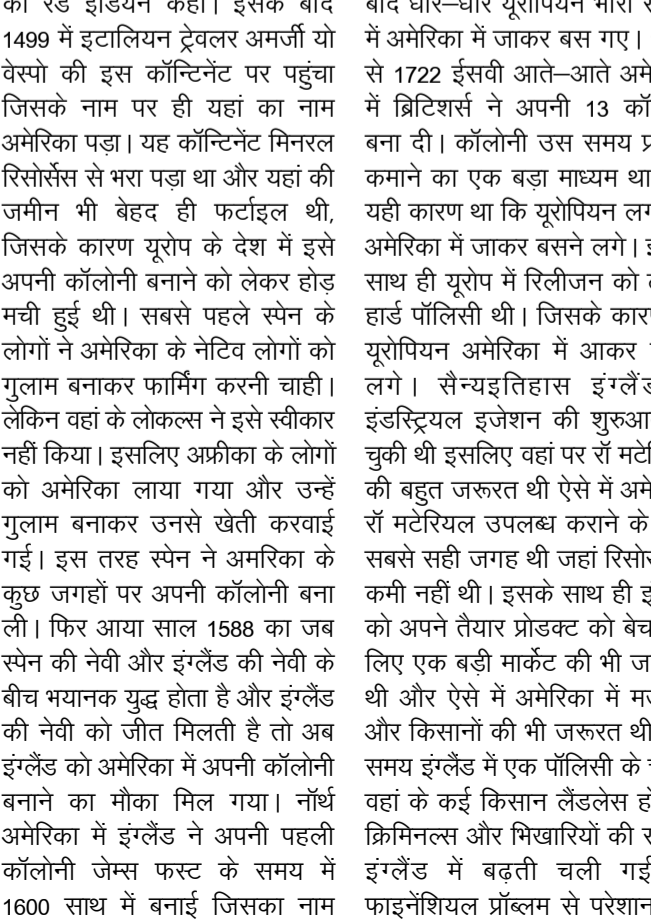 को रेड इंडियन कहा। इसके बाद
1499 में इटालियन ट्रेवलर अमर्जी यो
वेस्पो की इस कॉन्टिनेंट पर पहुंचा
जिसके नाम पर ही यहां का नाम
अमेरिका पड़ा। यह कॉन्टिनेंट मिनरल
रिसोर्सेस से भरा पड़ा था और यहां की
जमीन भी बेहद ही फर्टाइल थी,
जिसके कारण यूरोप के देश में इसे
अपनी कॉलोनी बनाने को लेकर होड़
मची हुई थी। सबसे पहले स्पेन के
लोगों ने अमेरिका के नेटिव लोगों को
गुलाम बनाकर फार्मिंग करनी चाही।
लेकिन वहां के लोकल्स ने इसे स्वीकार
नहीं किया। इसलिए अफ्रीका के लोगों
को अमेरिका लाया गया और उन्हें
गुलाम बनाकर उनसे खेती करवाई
गई। इस तरह स्पेन ने अमरिका के
कुछ जगहों पर अपनी कॉलोनी बना
ली। फिर आया साल 1588 का जब
स्पेन की नेवी और इंग्लैंड की नेवी के
बीच भयानक युद्ध होता है और इंग्लैंड
की नेवी को जीत मिलती है तो अब
इंग्लैंड को अमेरिका में अपनी कॉलोनी
बनाने का मौका मिल गया। नॉर्थ
अमेरिका में इंग्लैंड ने अपनी पहली
कॉलोनी जेम्स फस्ट के समय में
1600 साथ में बनाई जिसका नाम
बाद धीरे–धीरे यूरोपियन भारी
में अमेरिका में जाकर बस गए।
से 1722 ईसवी आते–आते
में ब्रिटिशर्स ने अपनी 13
बना दी। कॉलोनी उस समय
कमाने का एक बड़ा माध्यम था
यही कारण था कि यूरोपियन
अमेरिका में जाकर बसने लगे।
साथ ही यूरोप में रिलीजन को
हार्ड पॉलिसी थी। जिसके
यूरोपियन अमेरिका में आकर
लगे। सैन्यइतिहास इंग्लैंड
इंडस्ट्रियल इजेशन की
चुकी थी इसलिए वहां पर रॉ
की बहुत जरूरत थी ऐसे में
रॉ मटेरियल उपलब्ध कराने के
सबसे सही जगह थी जहां
कमी नहीं थी। इसके साथ ही
को अपने तैयार प्रोडक्ट को
लिए एक बड़ी मार्केट की भी
थी और ऐसे में अमेरिका में
और किसानों की भी जरूरत थी
समय इंग्लैंड में एक पॉलिसी के
वहां के कई किसान लैंडलेस
क्रिमिनल्स और भिखारियों की
इंग्लैंड में बढ़ती चली गई
फाइनेंशियल प्रॉब्लम से